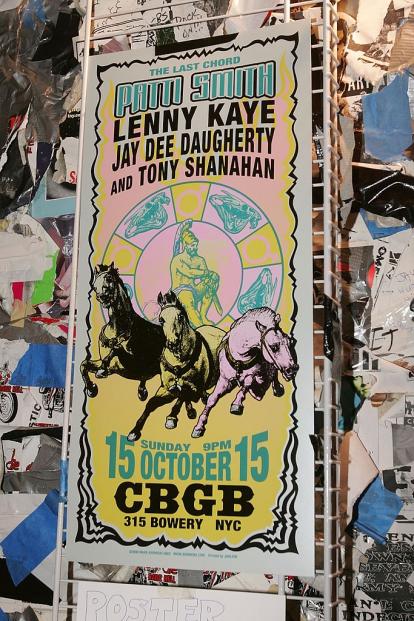 THE LAST CHORD
PATTI SMITH
LENNY KAYE
JAY DEE DAUGHERTY
AND TONY SHANAHAN
SUNDAY 9PM
15 OCTOBER 15
CBGB
315 BOWERY NYC
POSTER